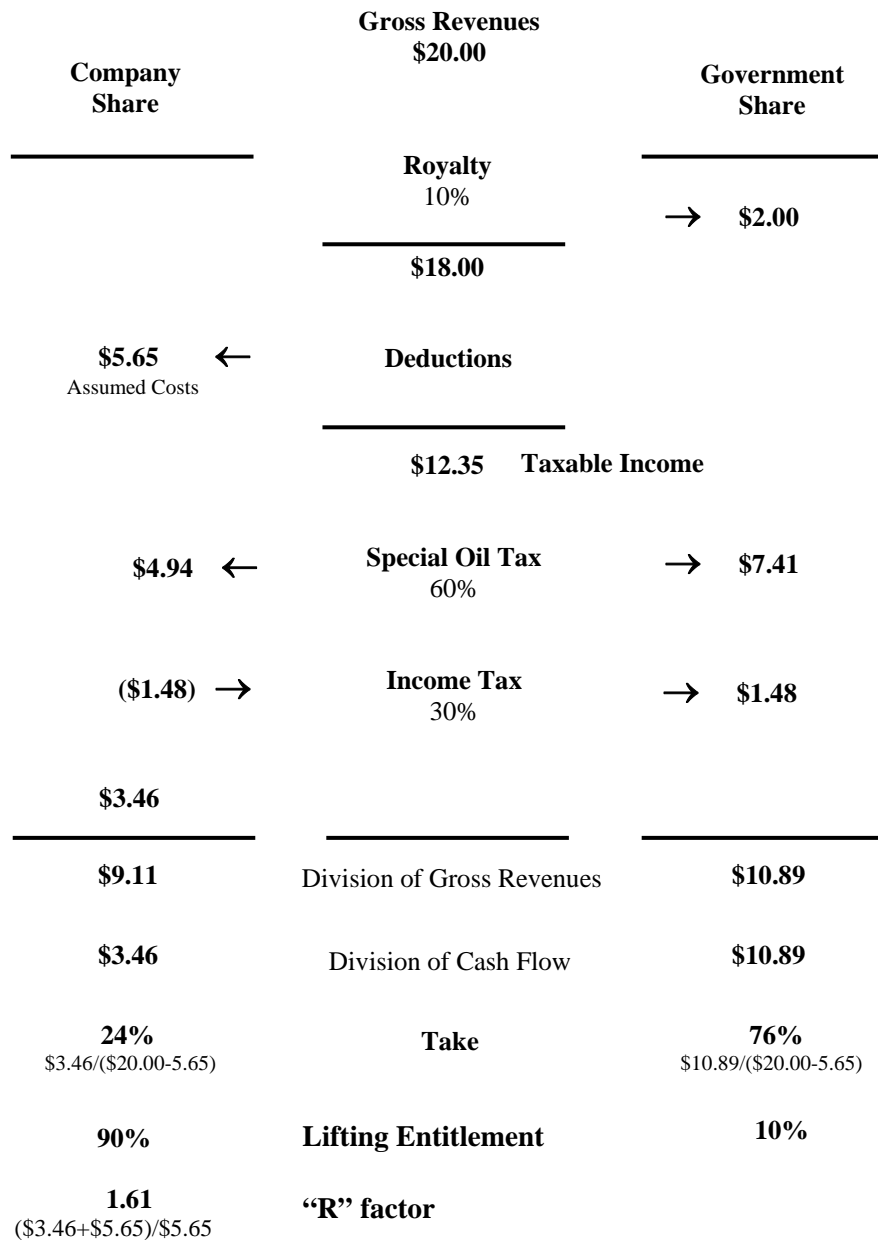 Gross Revenues
$20.00
Company
Share
Government
Share
Royalty
10%
→ $2.00
$18.00
$5.65 ← Deductions
Assumed Costs
$12.35 Taxable Income
$4.94 ← Special Oil Tax → $7.41
60%
($1.48) → Income Tax → $1.48
30%
$3.46
$9.11 Division of Gross Revenues $10.89
$3.46 Division of Cash Flow $10.89
24% Take 76%
$3.46/($20.00-5.65) $10.89/($20.00-5.65)
90% Lifting Entitlement 10%
1.61 “R” factor
($3.46+$5.65)/$5.65